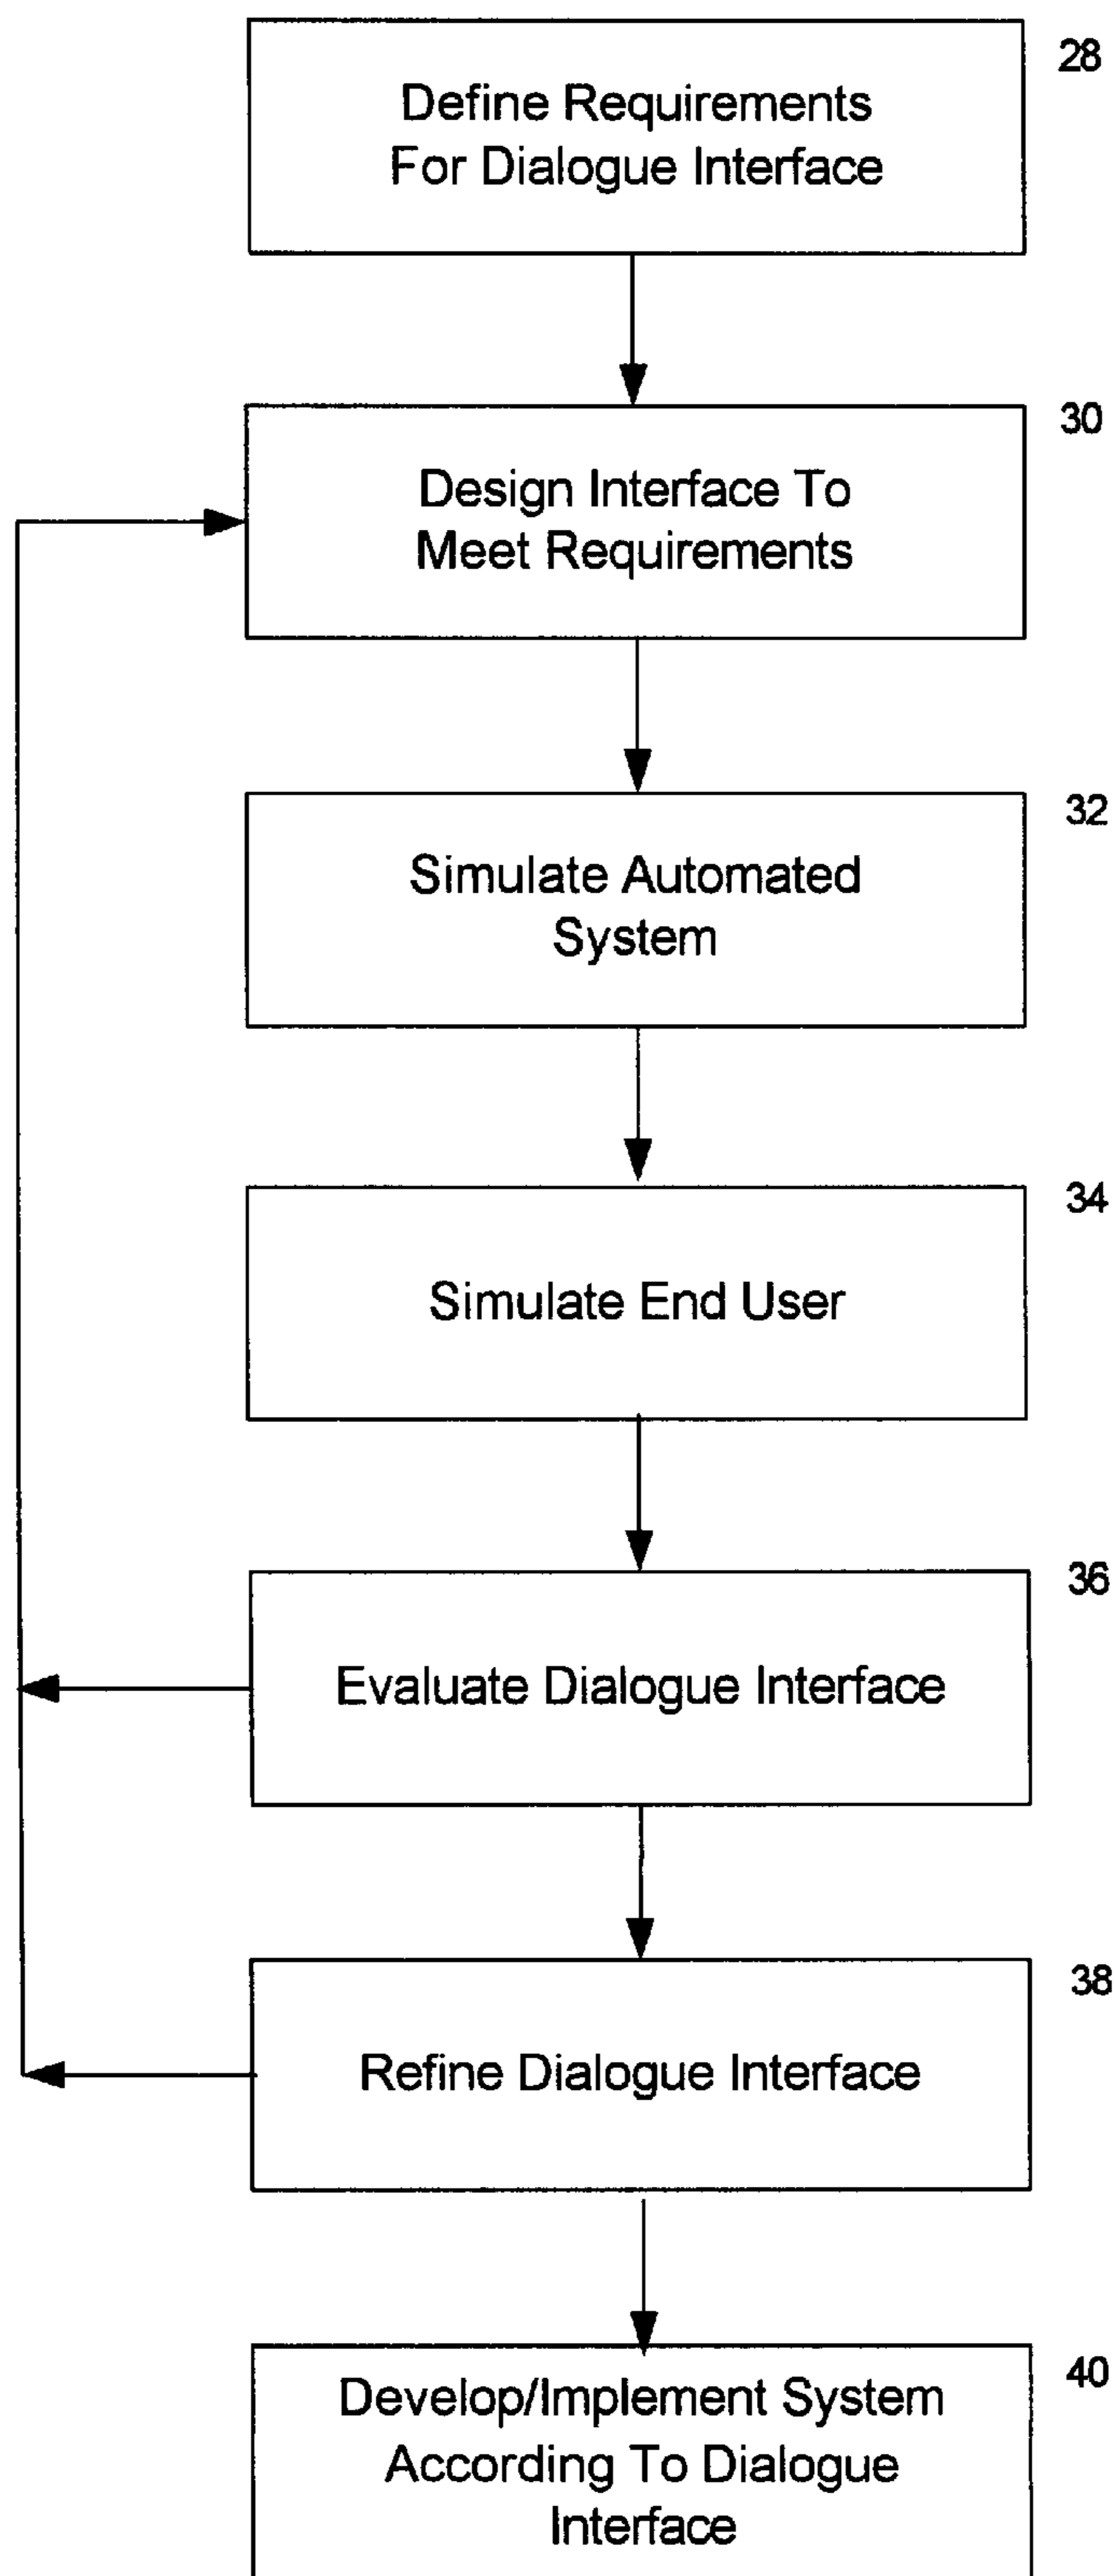 28
Define Requirements
For Dialogue Interface
30
Design Interface To
Meet Requirements
32
Simulate Automated
System
34
Simulate End User
36
Evaluate Dialogue Interface
38
Refine Dialogue Interface
40
Develop/Implement System
According To Dialogue
Interface